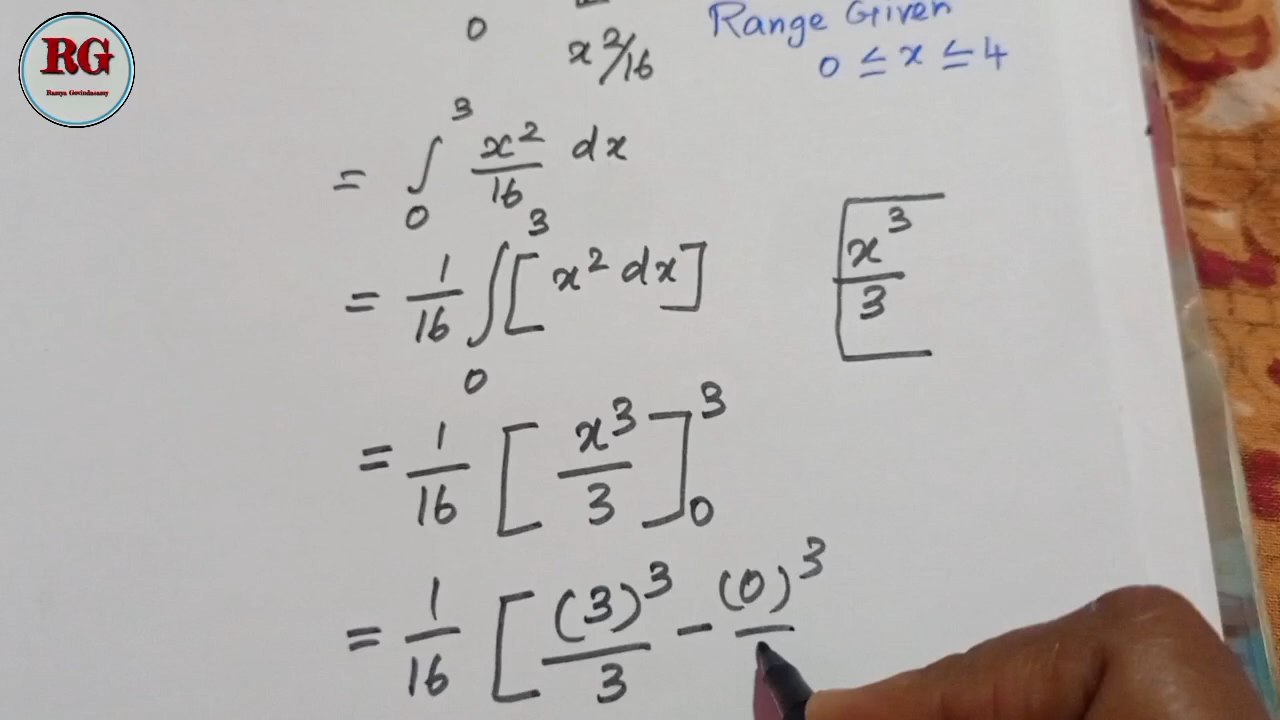 RG
Ramya Govindasamy
0
x²/16
Range Given
0 ≤ x ≤ 4
= ∫₀³ x²/16 dx
= 1/16 ∫₀³ [x² dx]
x³/3
= 1/16 [x³/3]₀³
= 1/16 [(3)³/3 - (0)³/